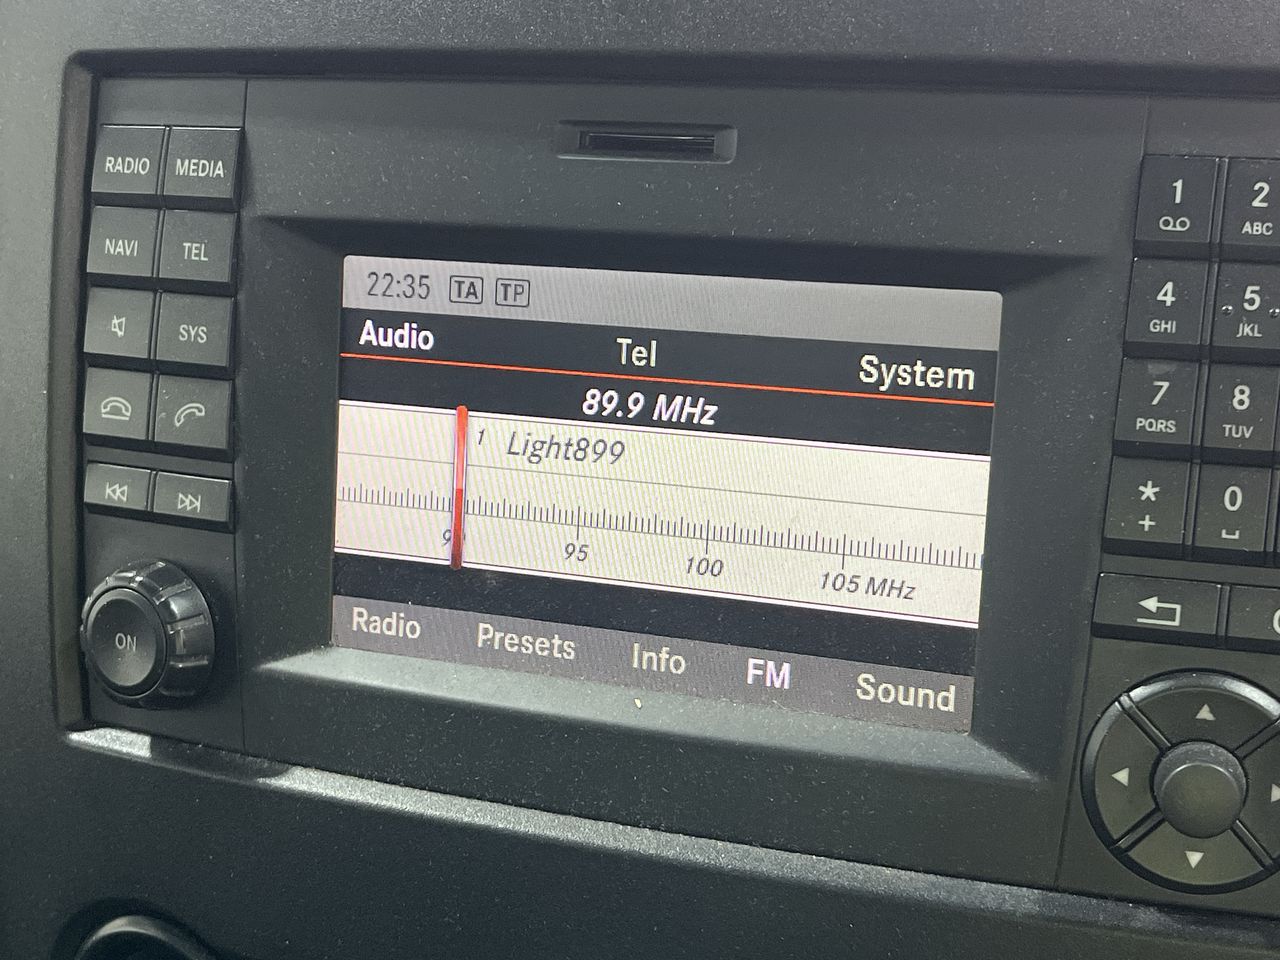 RADIO MEDIA
NAVI TEL
SYS
ON
22:35 TA TP
Audio Tel System
89.9 MHz
1 Light899
95 100 105 MHz
Radio Presets Info FM Sound
1 2
ABC
4 5
GHI JKL
7 8
PQRS TUV
* 0
+